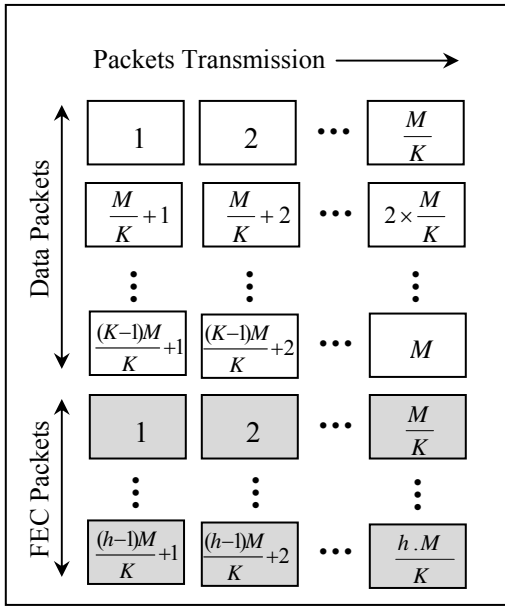 Packets Transmission
Data Packets
1 2 ••• M/K
M/K +1 M/K +2 ••• 2 × M/K
(K−1)M/K +1 (K−1)M/K +2 ••• M
FEC Packets
1 2 ••• M/K
(h−1)M/K +1 (h−1)M/K +2 ••• h .M/K